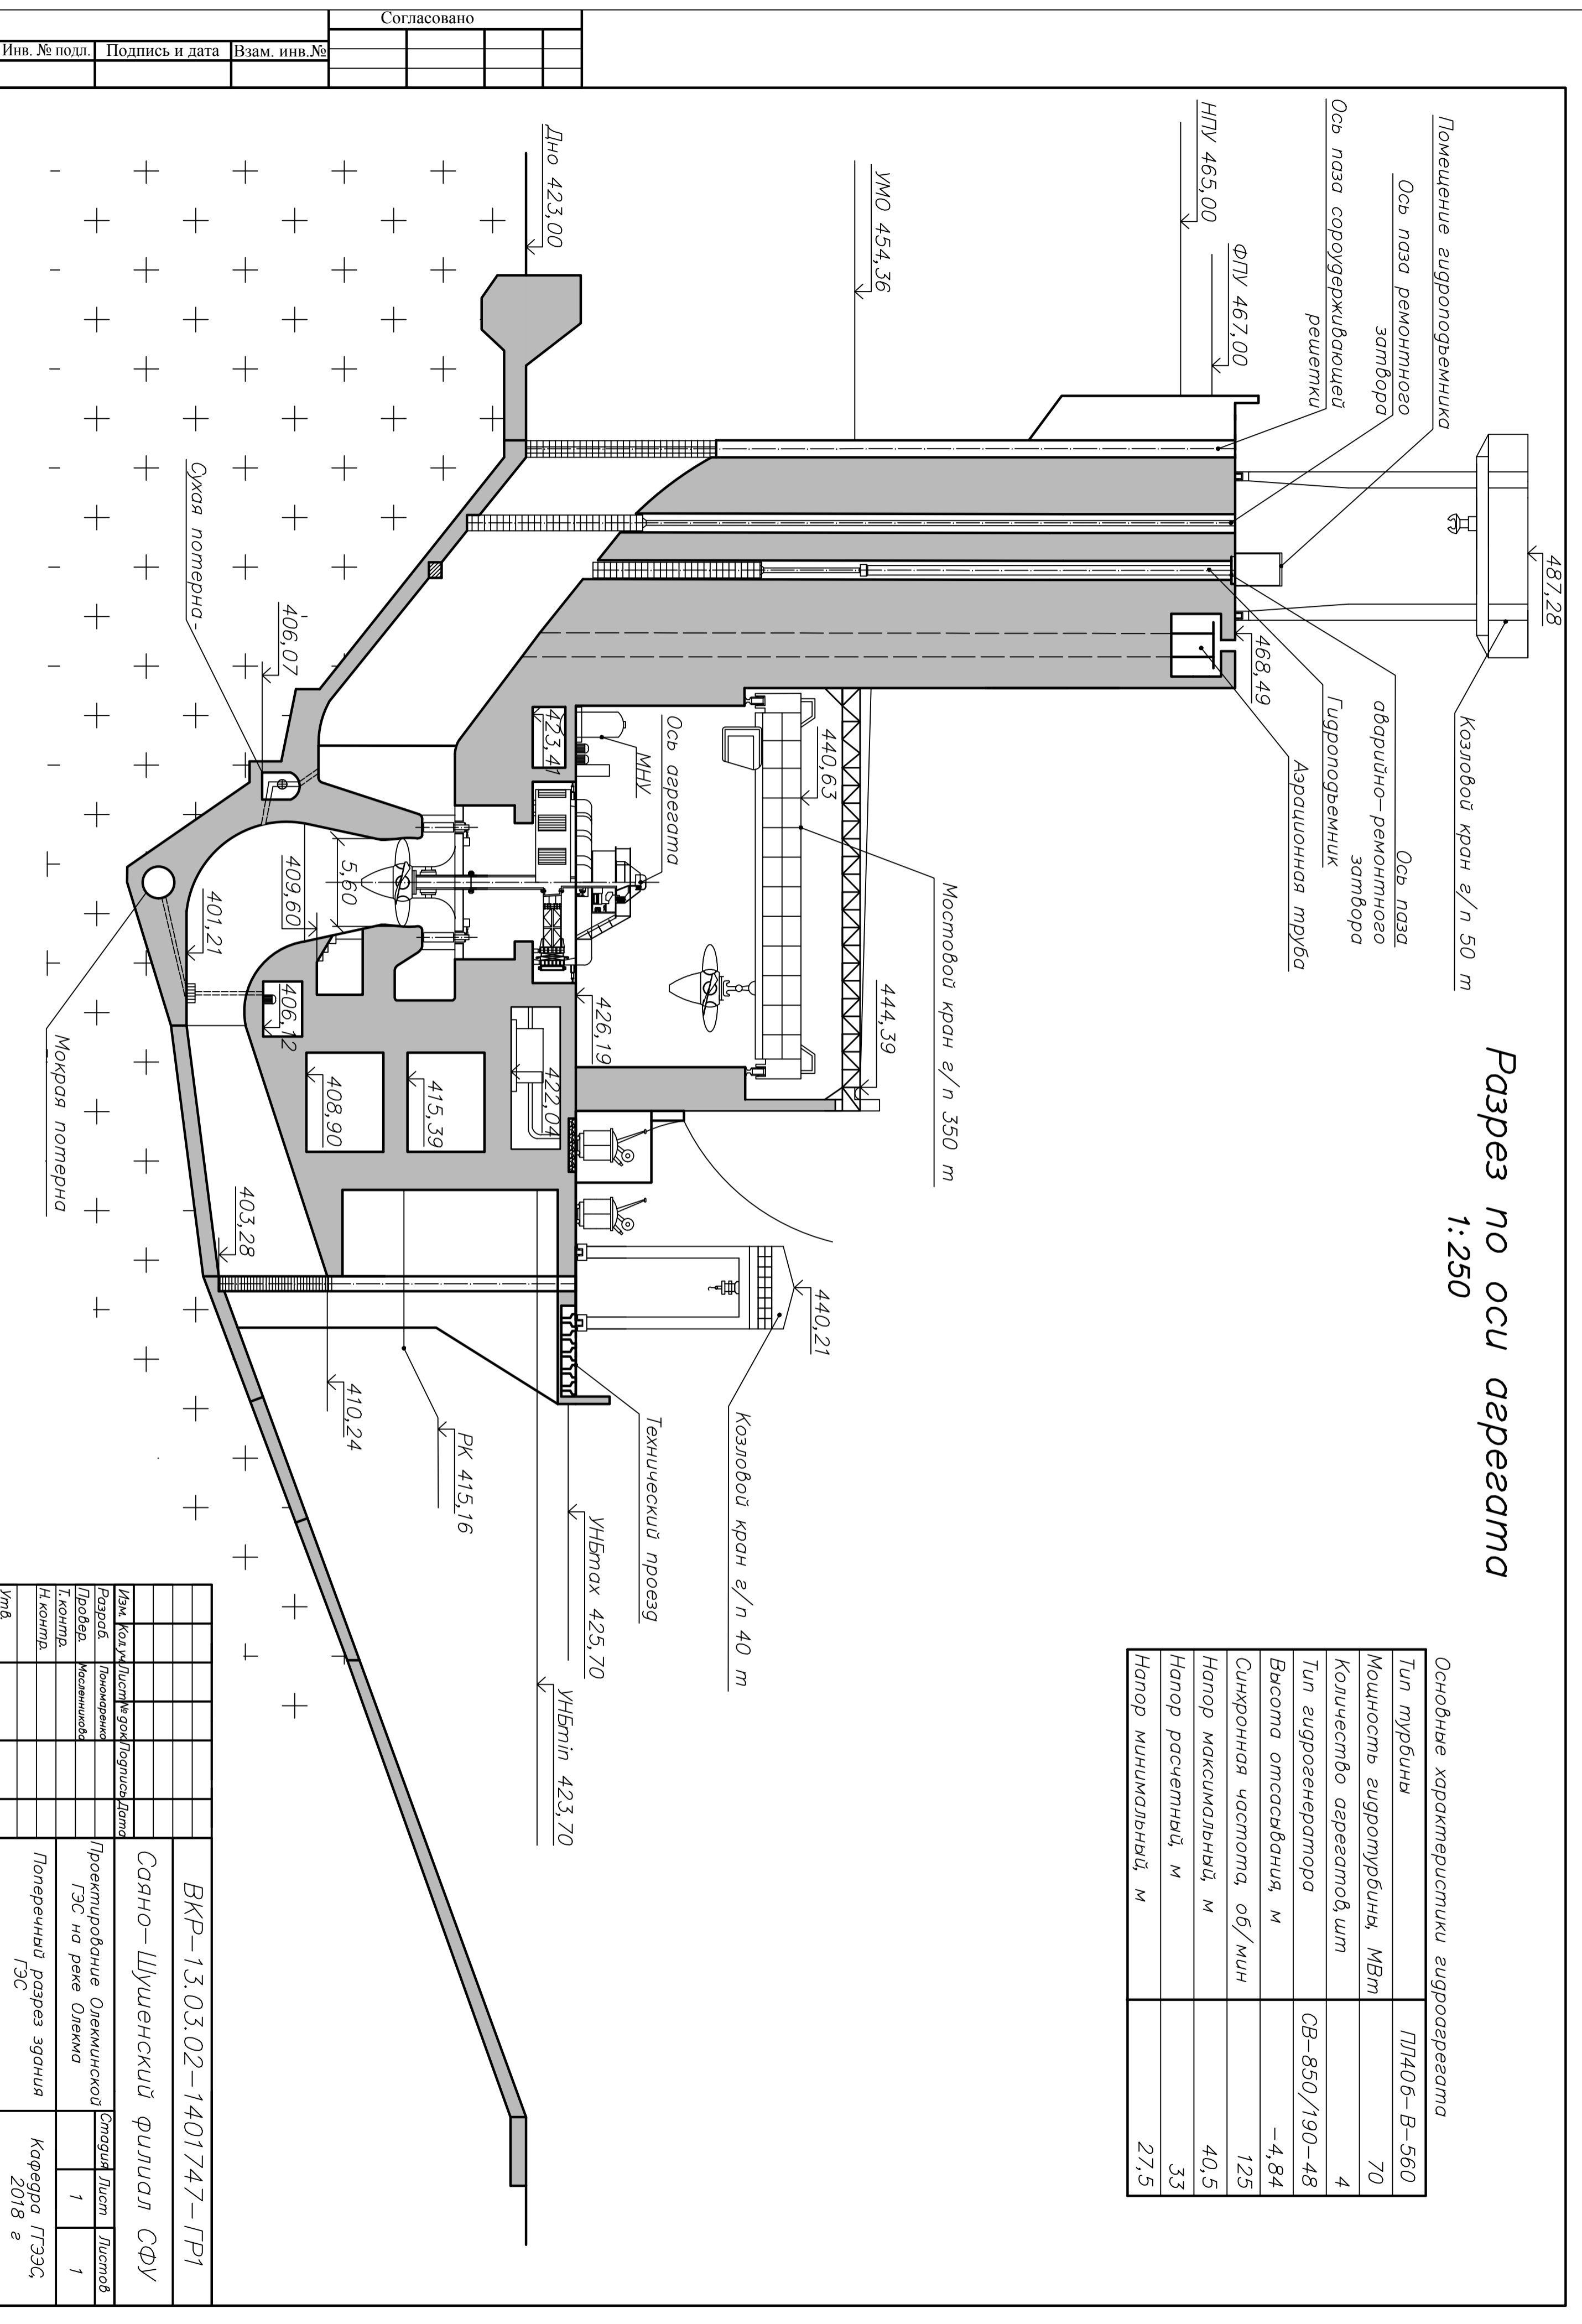 Согласовано
Инв. № подл.
Подпись и дата
Взам. инв.№
Разрез по оси агрегата
1:250
487,28
Козловой кран г/п 50 т
Помещение гидроподъемника
Ось паза ремонтного
затвора
Ось паза сороудерживающей
решетки
НПУ 465,00
ФПУ 467,00
УМО 454,36
Дно 423,00
468,49
Ось паза
аварийно-ремонтного
затвора
Гидроподъемник
Аэрационная труба
Мостовой кран г/п 350 т
440,63
444,39
Ось агрегата
МНУ
423,41
426,19
422,04
415,39
408,90
406,12
5,60
409,60
401,21
406,07
Сухая потерна
Мокрая потерна
403,28
410,24
РК 415,16
440,21
Козловой кран г/п 40 т
Технический проезд
УНБmax 425,70
УНБmin 423,70
Основные характеристики гидроагрегата
Тип турбины ПЛ40б-В-560
Мощность гидротурбины, МВт 70
Количество агрегатов,шт 4
Тип гидрогенератора СВ-850/190-48
Высота отсасывания, м -4,84
Синхронная частота, об/мин 125
Напор максимальный, м 40,5
Напор расчетный, м 33
Напор минимальный, м 27,5
ВКР-13.03.02-1401747-ГР1
Саяно-Шушенский филиал СФУ
Изм. Кол.уч Лист № док Подпись Дата
Разраб. Пономаренко
Провер. Масленникова
Т.контр.
Н.контр.
Утв.
Проектирование Олекминской
ГЭС на реке Олекма
Стадия Лист Листов
1 1
Поперечный разрез здания
ГЭС
Кафедра ГГЭЭС,
2018 г